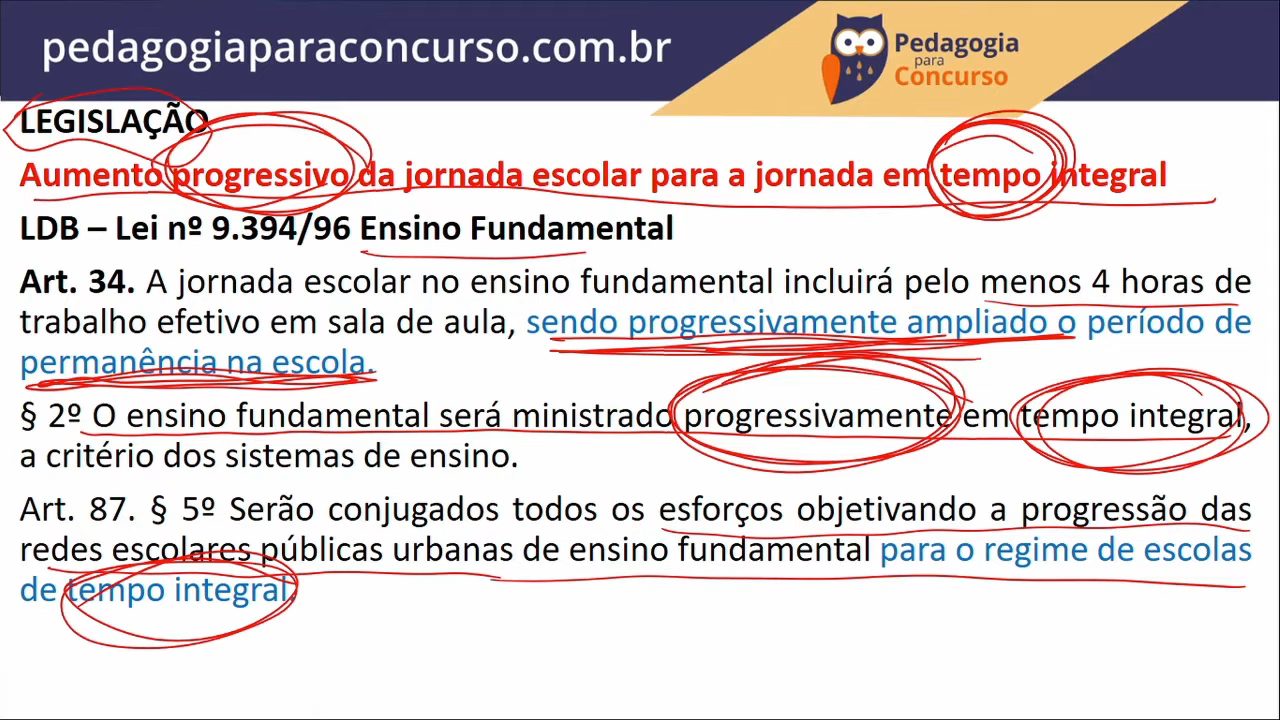 pedagogiaparaconcurso.com.br
Pedagogia
para
Concurso
LEGISLAÇÃO
Aumento progressivo da jornada escolar para a jornada em tempo integral
LDB – Lei nº 9.394/96 Ensino Fundamental
Art. 34. A jornada escolar no ensino fundamental incluirá pelo menos 4 horas de
trabalho efetivo em sala de aula, sendo progressivamente ampliado o período de
permanência na escola.
§ 2º O ensino fundamental será ministrado progressivamente em tempo integral,
a critério dos sistemas de ensino.
Art. 87. § 5º Serão conjugados todos os esforços objetivando a progressão das
redes escolares públicas urbanas de ensino fundamental para o regime de escolas
de tempo integral.